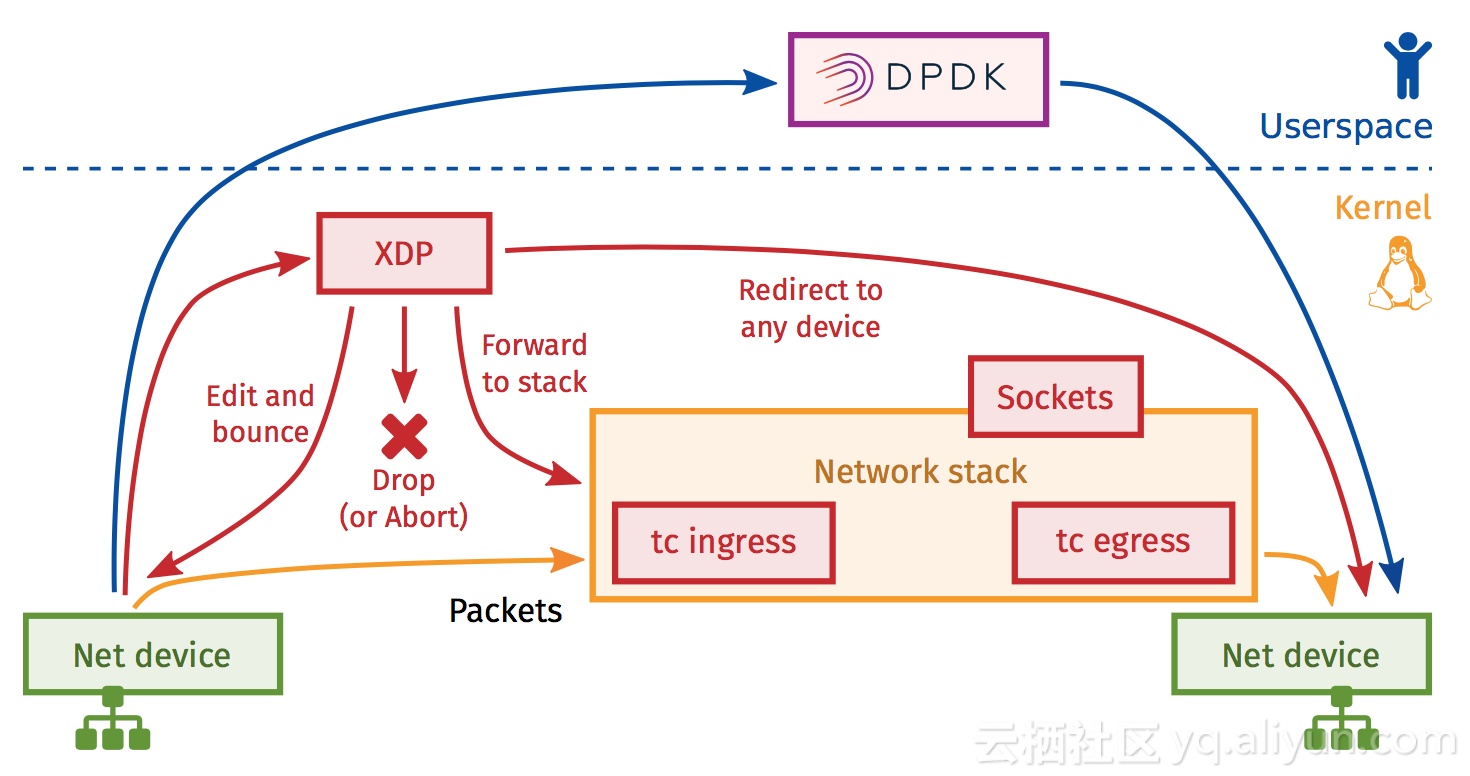 DPDK
Userspace
Kernel
XDP
Redirect to
any device
Forward
to stack
Edit and
bounce
Sockets
Drop
(or Abort)
Network stack
tc ingress
tc egress
Packets
Net device
Net device
云栖社区 yq.aliyun.com